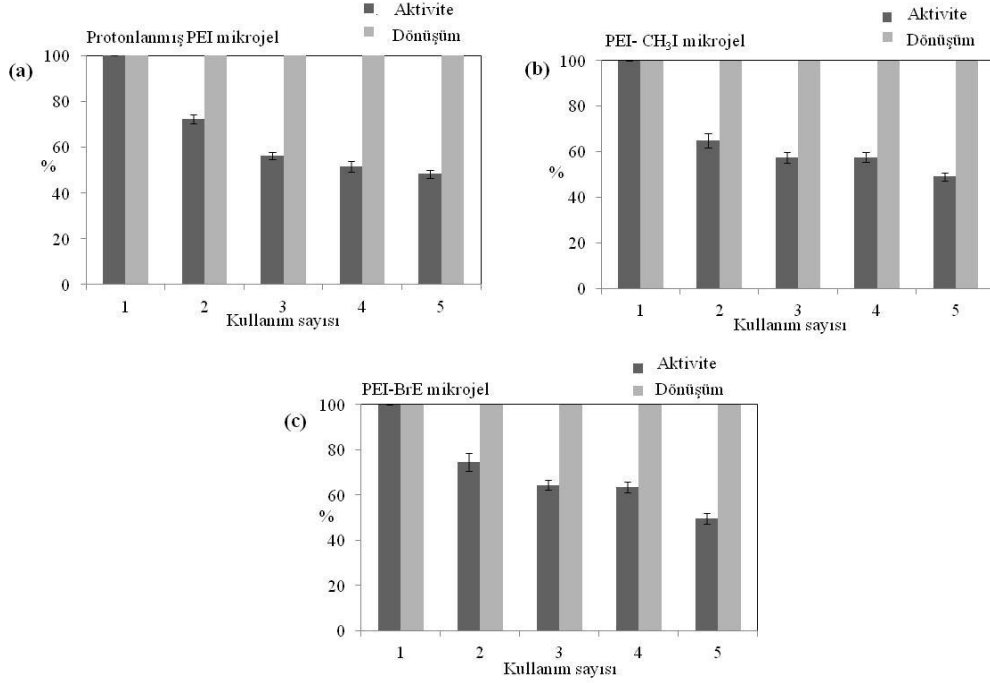 Aktivite
Dönüşüm
Protonlanmış PEI mikrojel
(a)
100
80
60
%
40
20
0
1 2 3 4 5
Kullanım sayısı
Aktivite
Dönüşüm
PEI- CH₃I mikrojel
(b)
100
80
60
%
40
20
0
1 2 3 4 5
Kullanım sayısı
Aktivite
Dönüşüm
PEI-BrE mikrojel
(c)
100
80
60
%
40
20
0
1 2 3 4 5
Kullanım sayısı